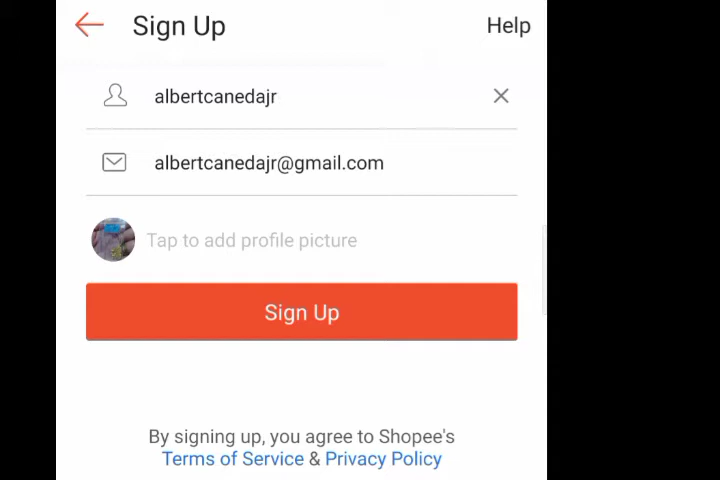 Sign Up Help
albertcanedajr
albertcanedajr@gmail.com
Tap to add profile picture
Sign Up
By signing up, you agree to Shopee's
Terms of Service & Privacy Policy